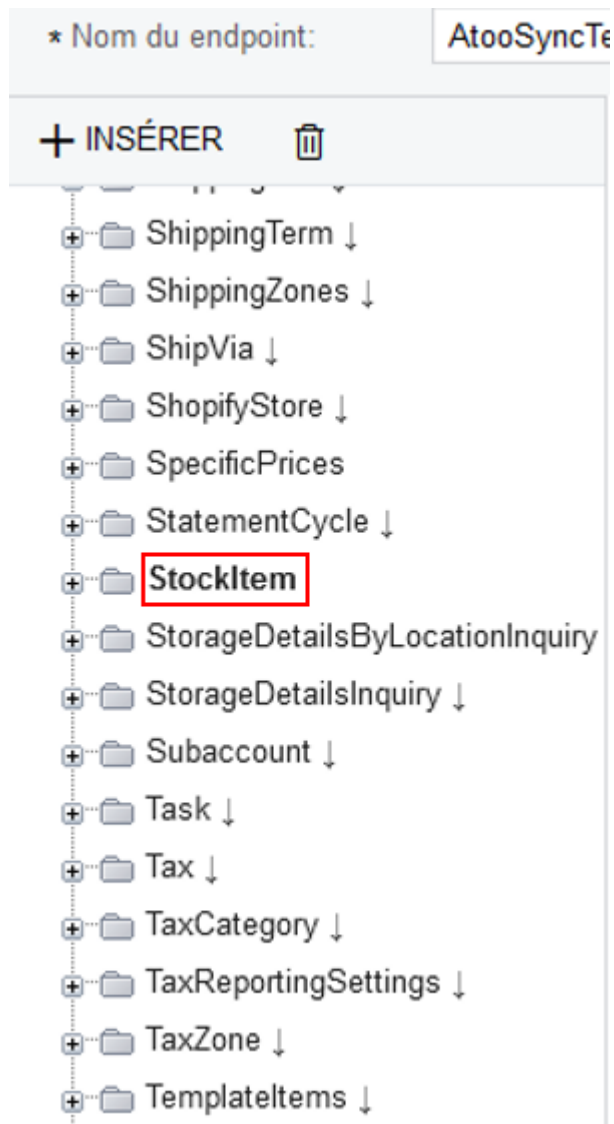 * Nom du endpoint: AtooSyncTe
+ INSÉRER
ShippingTerm ↓
ShippingZones ↓
ShipVia ↓
ShopifyStore ↓
SpecificPrices
StatementCycle ↓
StockItem
StorageDetailsByLocationInquiry
StorageDetailsInquiry ↓
Subaccount ↓
Task ↓
Tax ↓
TaxCategory ↓
TaxReportingSettings ↓
TaxZone ↓
TemplateItems ↓